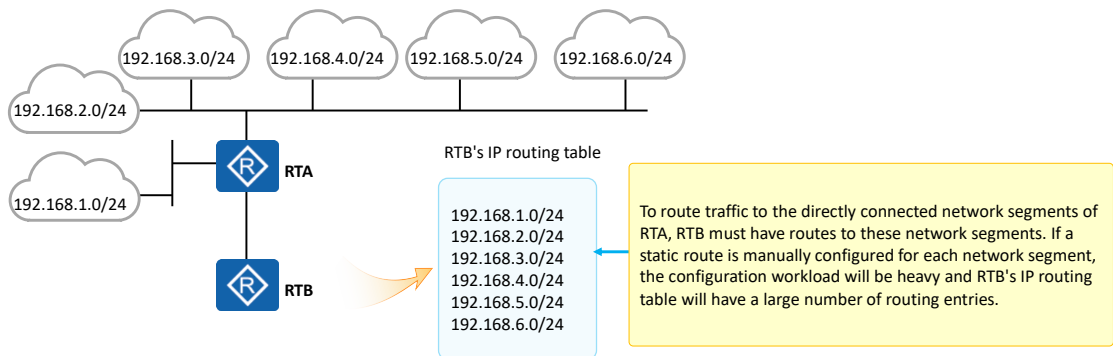 192.168.3.0/24
192.168.4.0/24
192.168.5.0/24
192.168.6.0/24
192.168.2.0/24
192.168.1.0/24
R
RTA
R
RTB
RTB's IP routing table
192.168.1.0/24
192.168.2.0/24
192.168.3.0/24
192.168.4.0/24
192.168.5.0/24
192.168.6.0/24
To route traffic to the directly connected network segments of
RTA, RTB must have routes to these network segments. If a
static route is manually configured for each network segment,
the configuration workload will be heavy and RTB's IP routing
table will have a large number of routing entries.